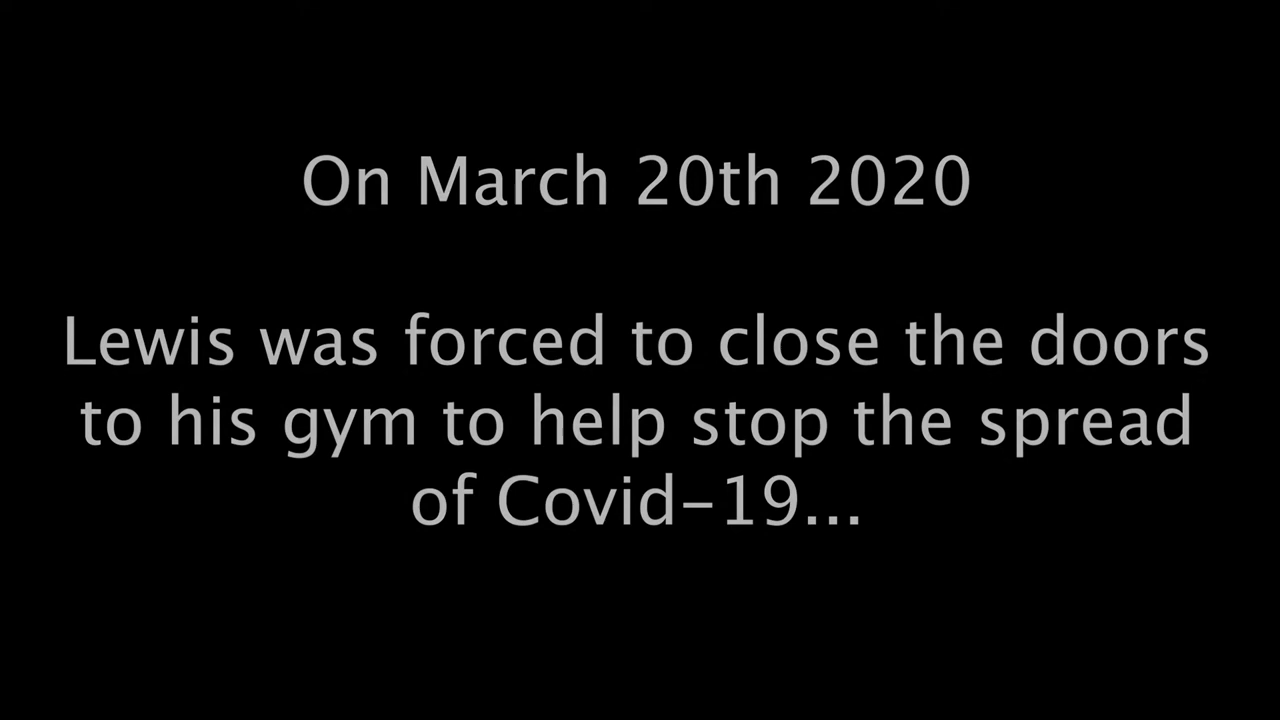 On March 20th 2020
Lewis was forced to close the doors
to his gym to help stop the spread
of Covid-19...